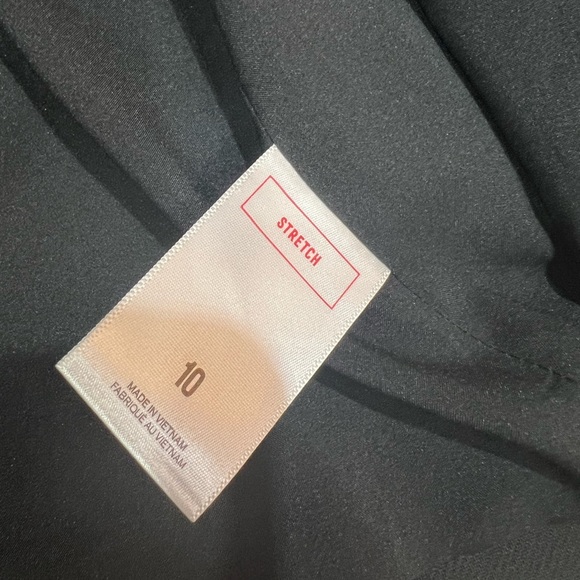 STRETCH
10
MADE IN VIETNAM
FABRIQUÉ AU VIETNAM